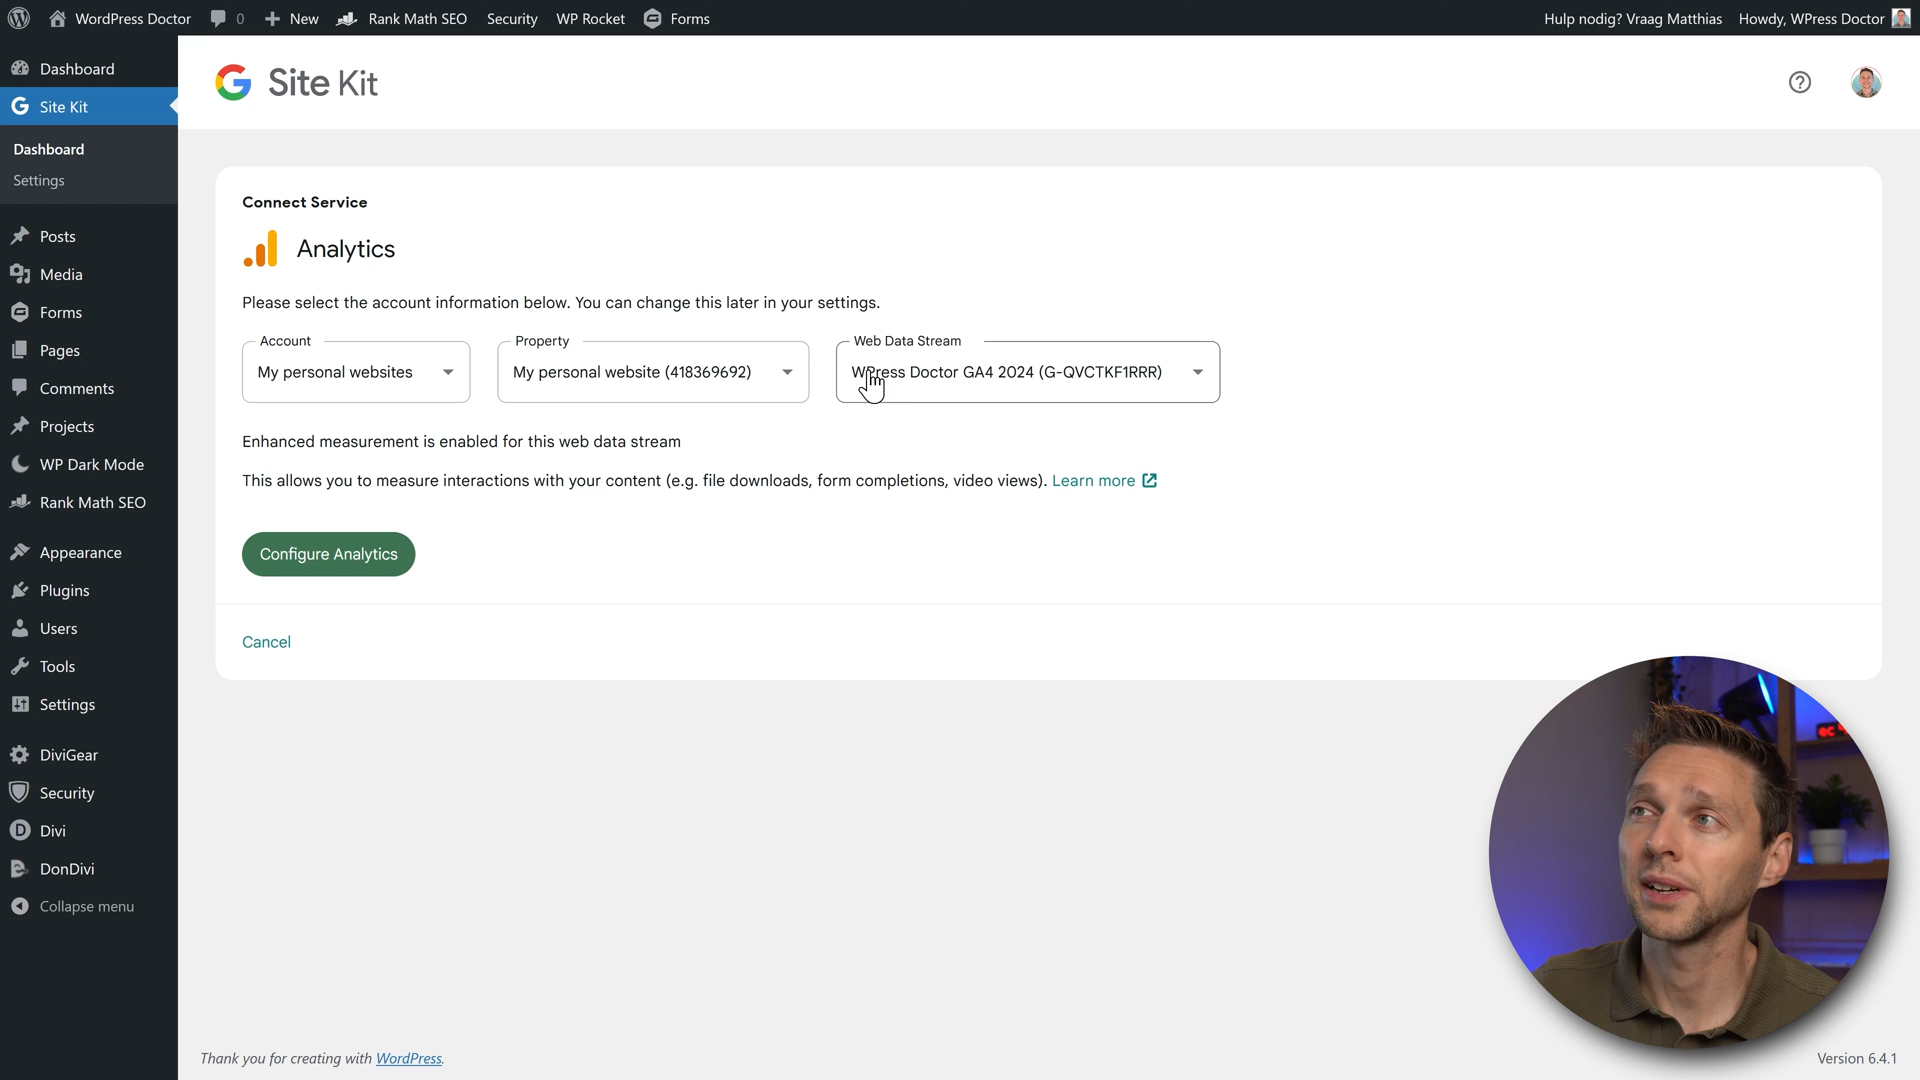 WordPress Doctor 0 New Rank Math SEO Security WP Rocket Forms Hulp nodig? Vraag Matthias Howdy, WPress Doctor
Dashboard
Site Kit
Dashboard
Settings
Posts
Media
Forms
Pages
Comments
Projects
WP Dark Mode
Rank Math SEO
Appearance
Plugins
Users
Tools
Settings
DiviGear
Security
Divi
DonDivi
Collapse menu
Site Kit
Connect Service
Analytics
Please select the account information below. You can change this later in your settings.
Account Property Web Data Stream
My personal websites My personal website (418369692) WPress Doctor GA4 2024 (G-QVCTKF1RRR)
Enhanced measurement is enabled for this web data stream
This allows you to measure interactions with your content (e.g. file downloads, form completions, video views). Learn more
Configure Analytics
Cancel
Thank you for creating with WordPress. Version 6.4.1